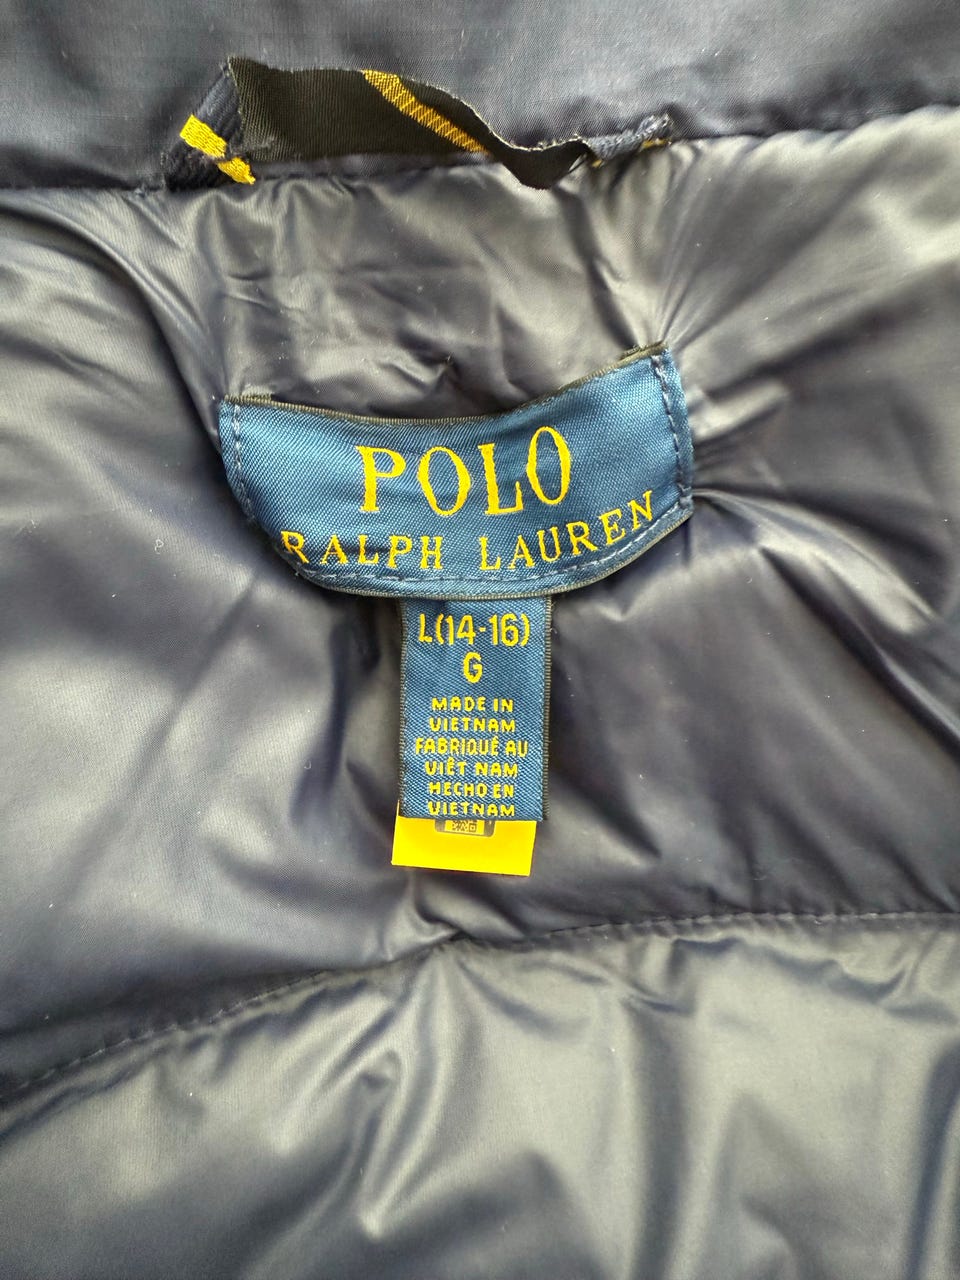 POLO
RALPH LAUREN
L(14-16)
G
MADE IN
VIETNAM
FABRIQUÉ AU
VIÊT NAM
HECHO EN
VIETNAM